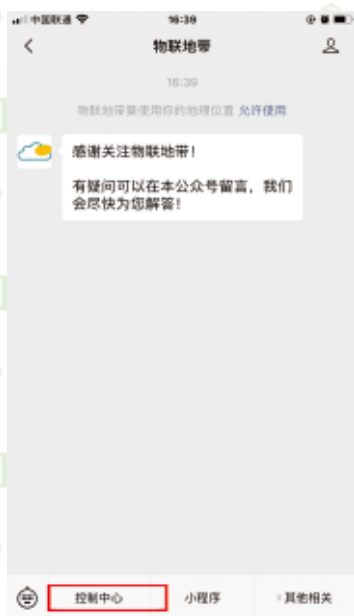 中国联通 16:39
物联地带
16:39
物联地带要使用你的地理位置 允许使用
感谢关注物联地带!
有疑问可以在本公众号留言，我们
会尽快为您解答!
控制中心 小程序 其他相关